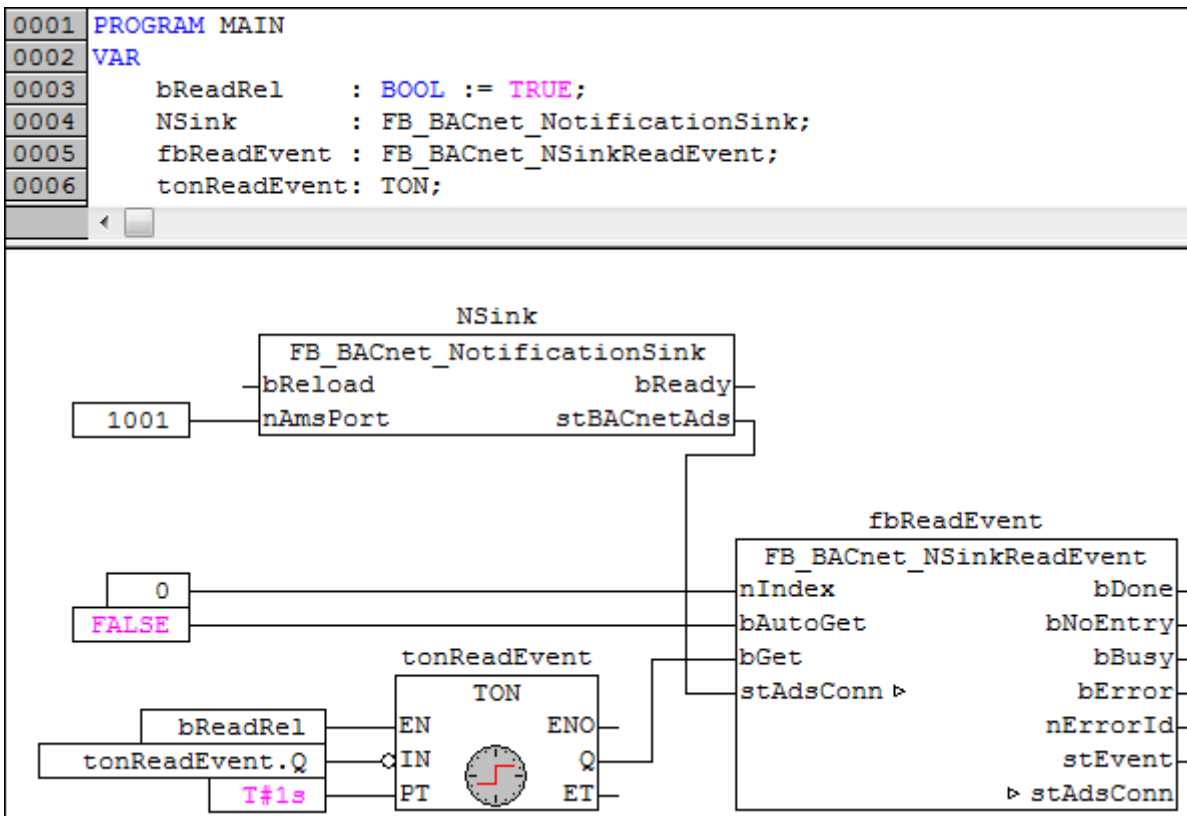 0001 PROGRAM MAIN
0002 VAR
0003 bReadRel : BOOL := TRUE;
0004 NSink : FB_BACnet_NotificationSink;
0005 fbReadEvent : FB_BACnet_NSinkReadEvent;
0006 tonReadEvent: TON;
NSink
FB_BACnet_NotificationSink
bReload bReady
1001 nAmsPort stBACnetAds
fbReadEvent
FB_BACnet_NSinkReadEvent
0 nIndex bDone
FALSE bAutoGet bNoEntry
tonReadEvent bGet bBusy
TON stAdsConn bError
bReadRel EN ENO nErrorId
tonReadEvent.Q IN Q stEvent
T#1s PT ET stAdsConn